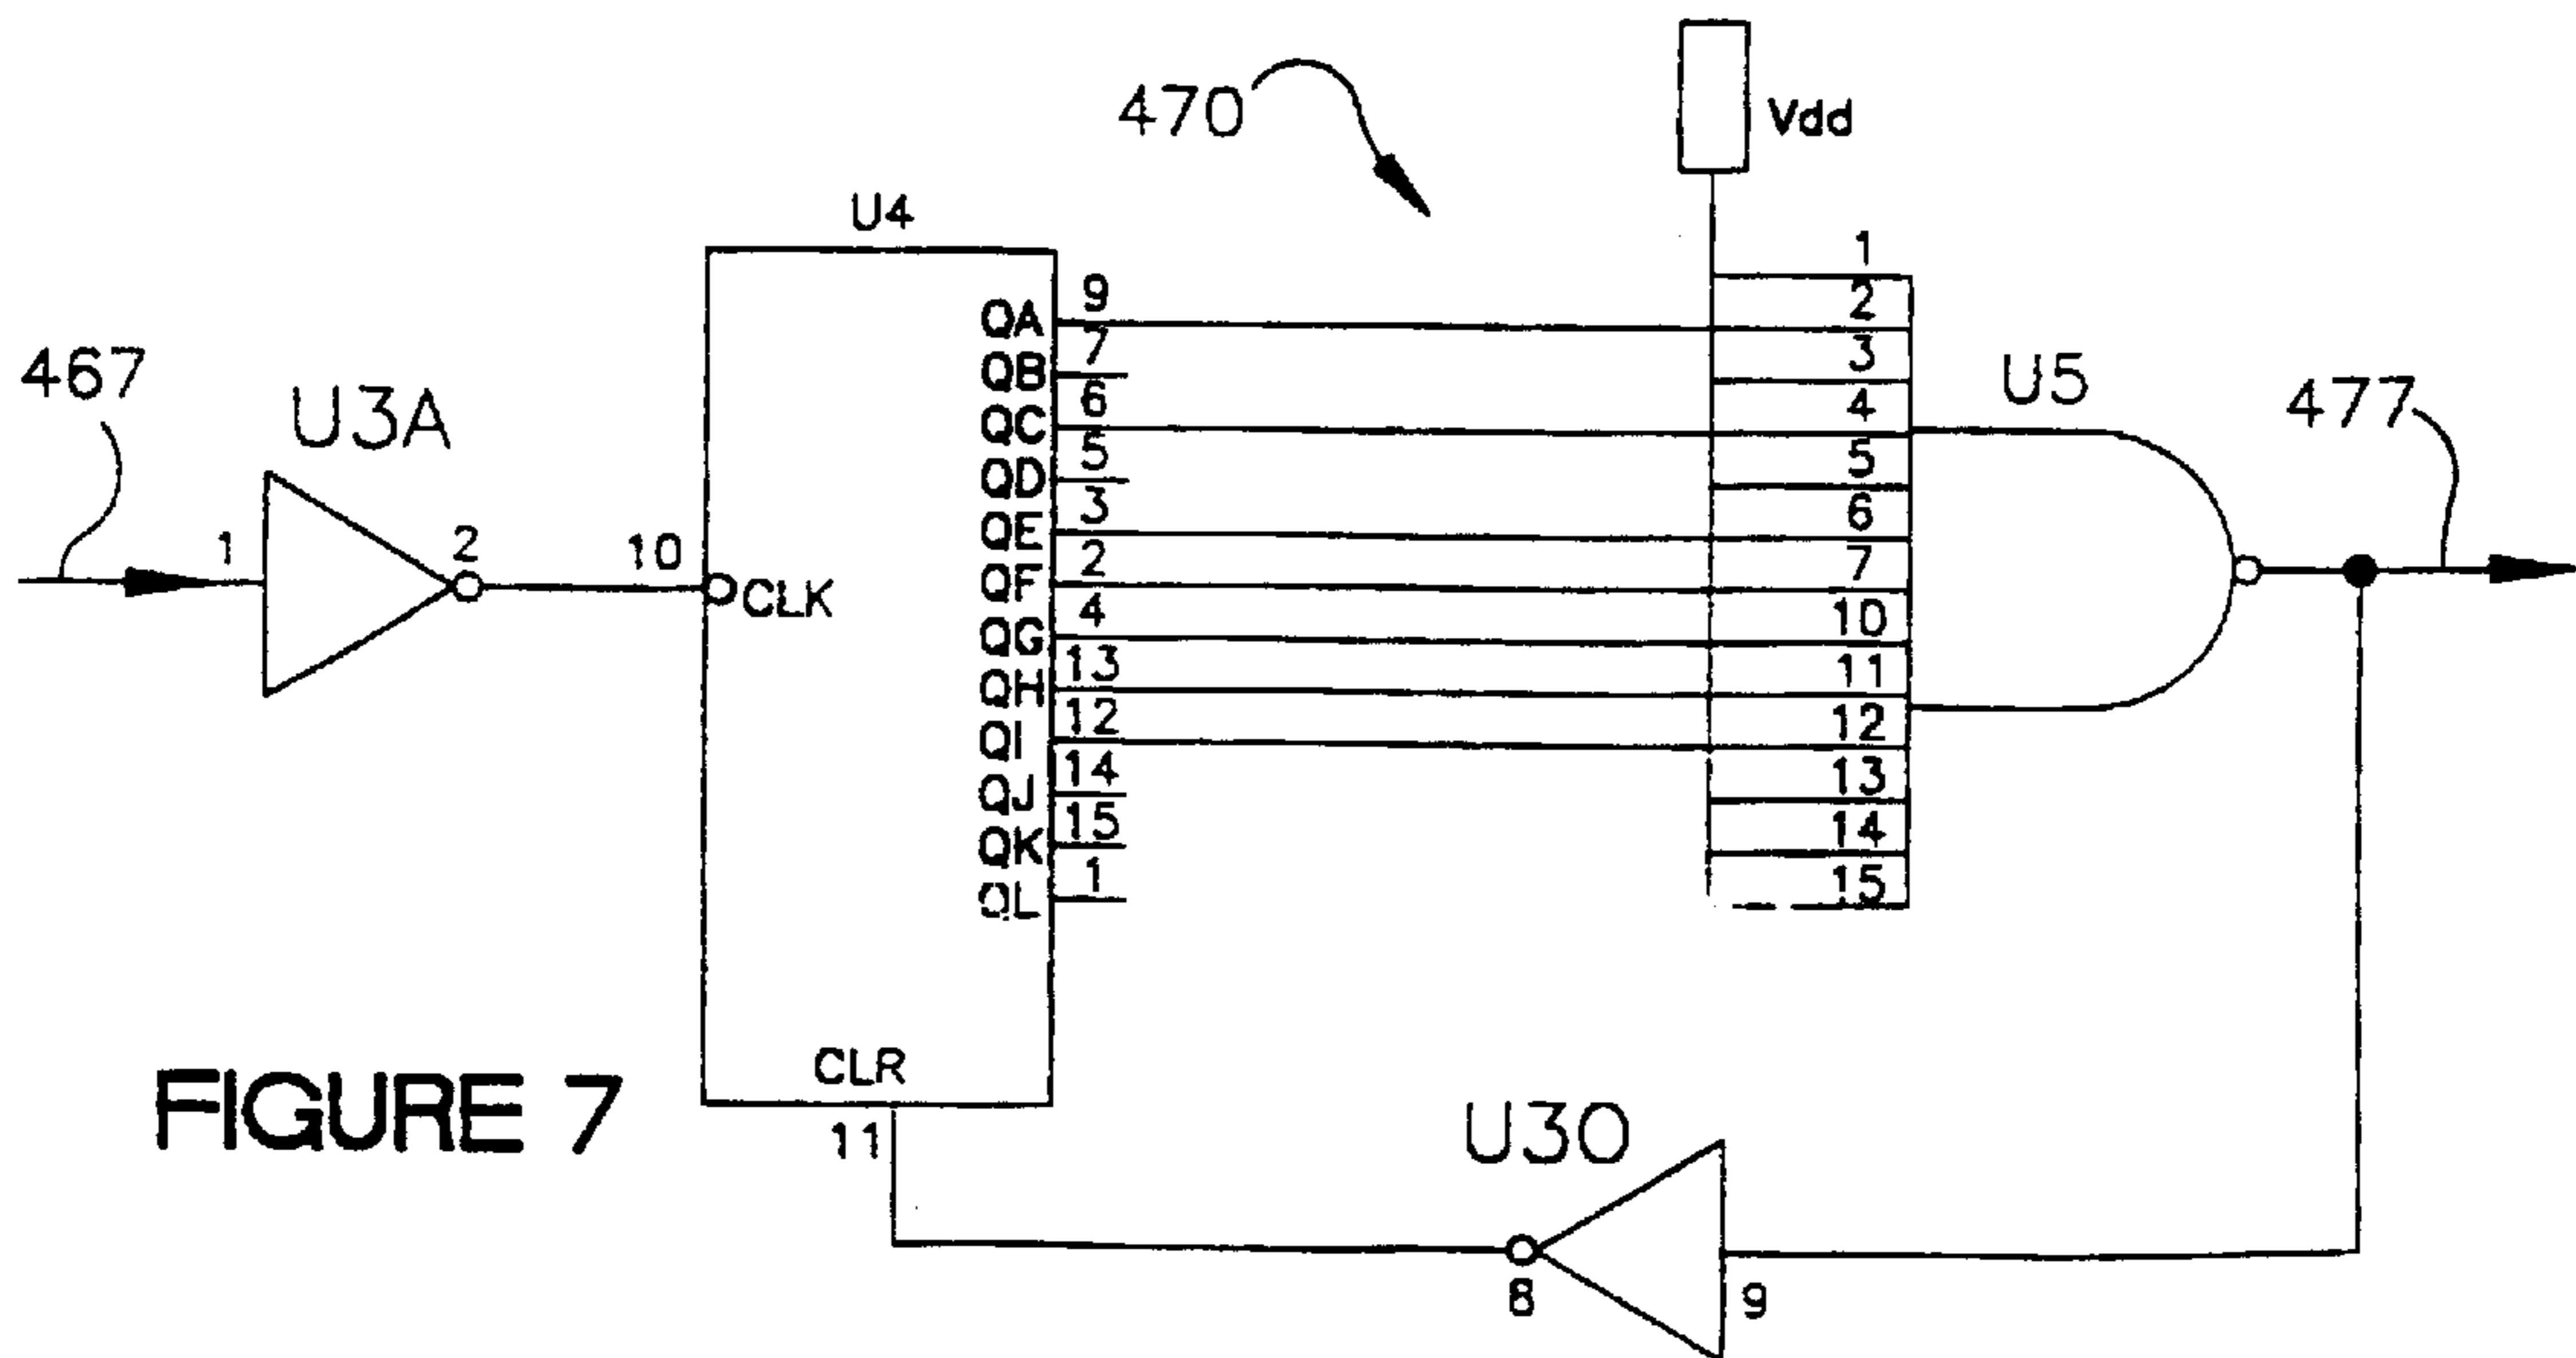 470
Vdd
U4
1
QA 9
2
QB 7
3
467
U3A
QC 6
4
U5
477
QD 5
5
QE 3
6
1
2
10
CLK
QF 2
7
QG 4
10
QH 13
11
QI 12
12
QJ 14
13
QK 15
14
QL 1
15
CLR
11
FIGURE 7
U30
8
9